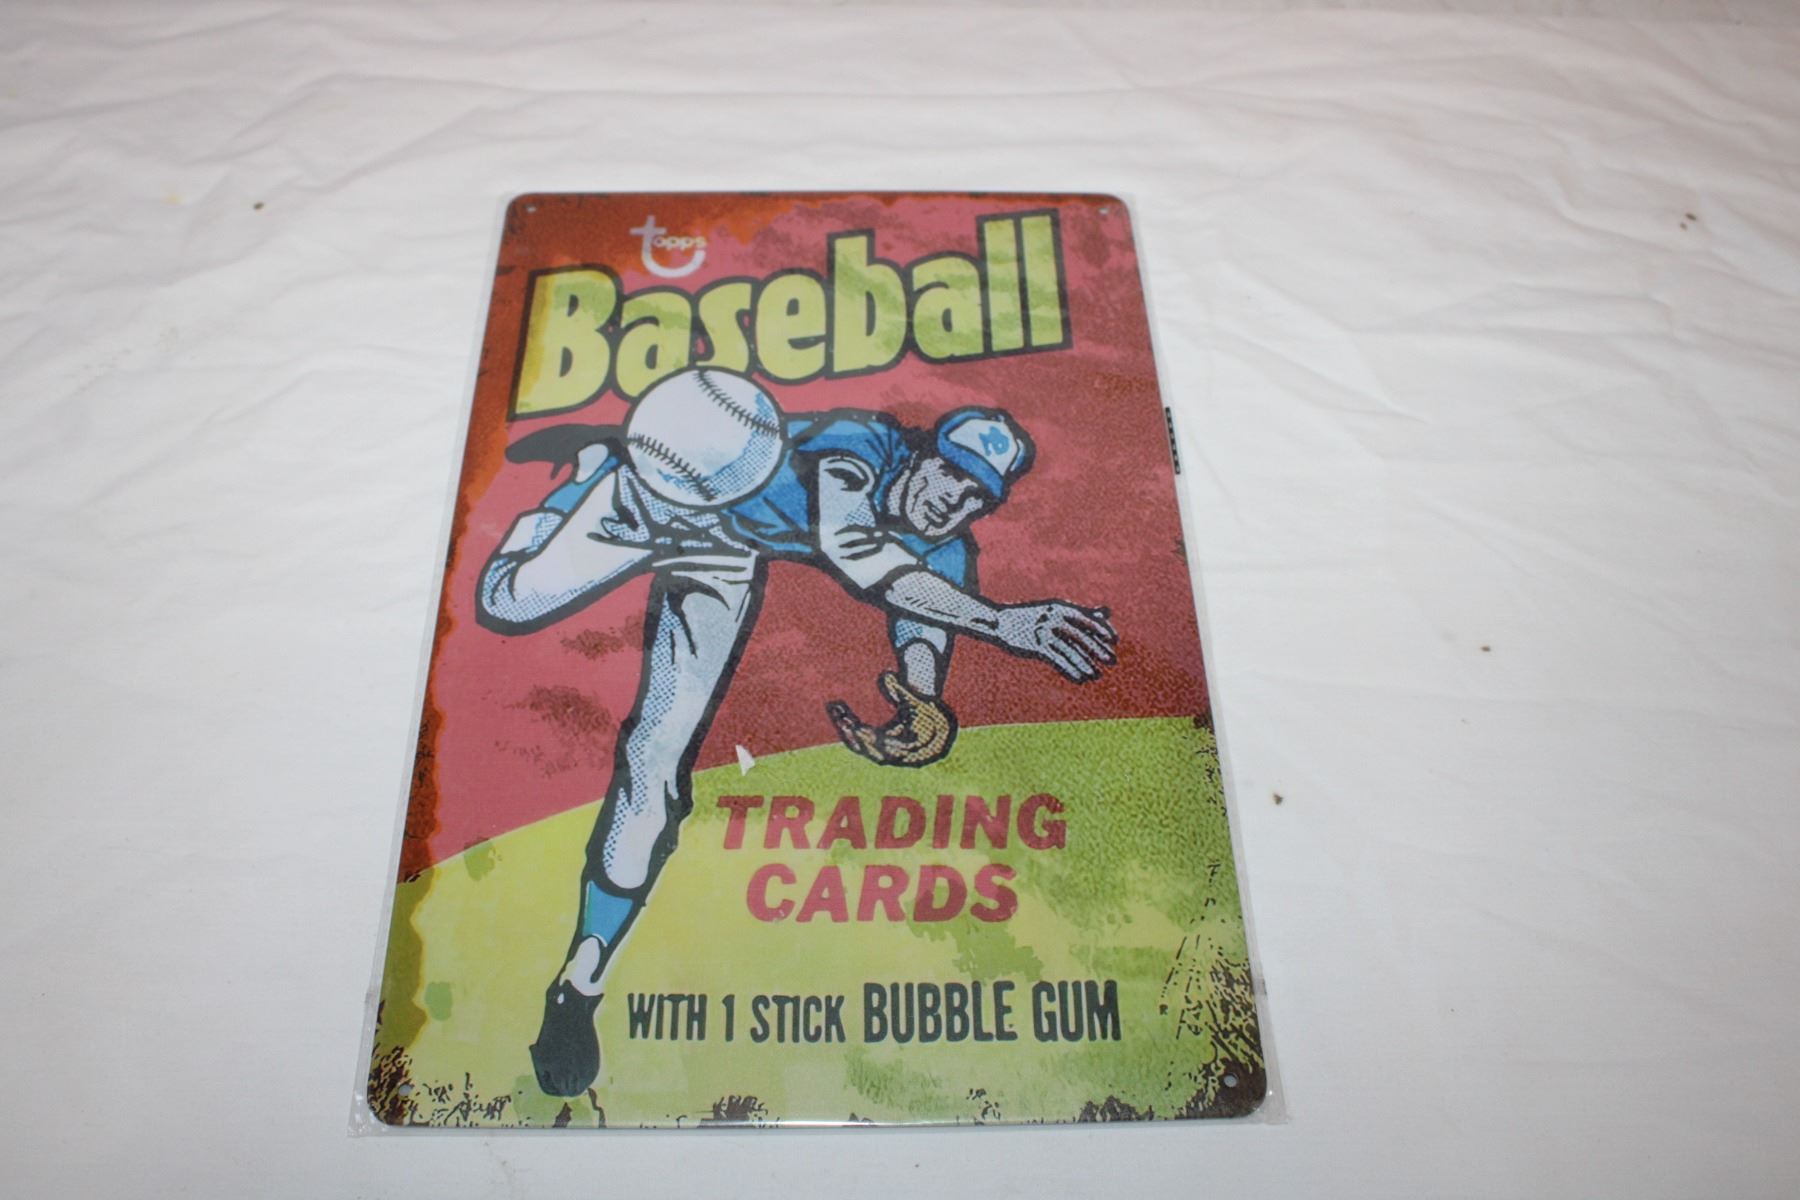 topps
Baseball
TRADING
CARDS
WITH 1 STICK BUBBLE GUM